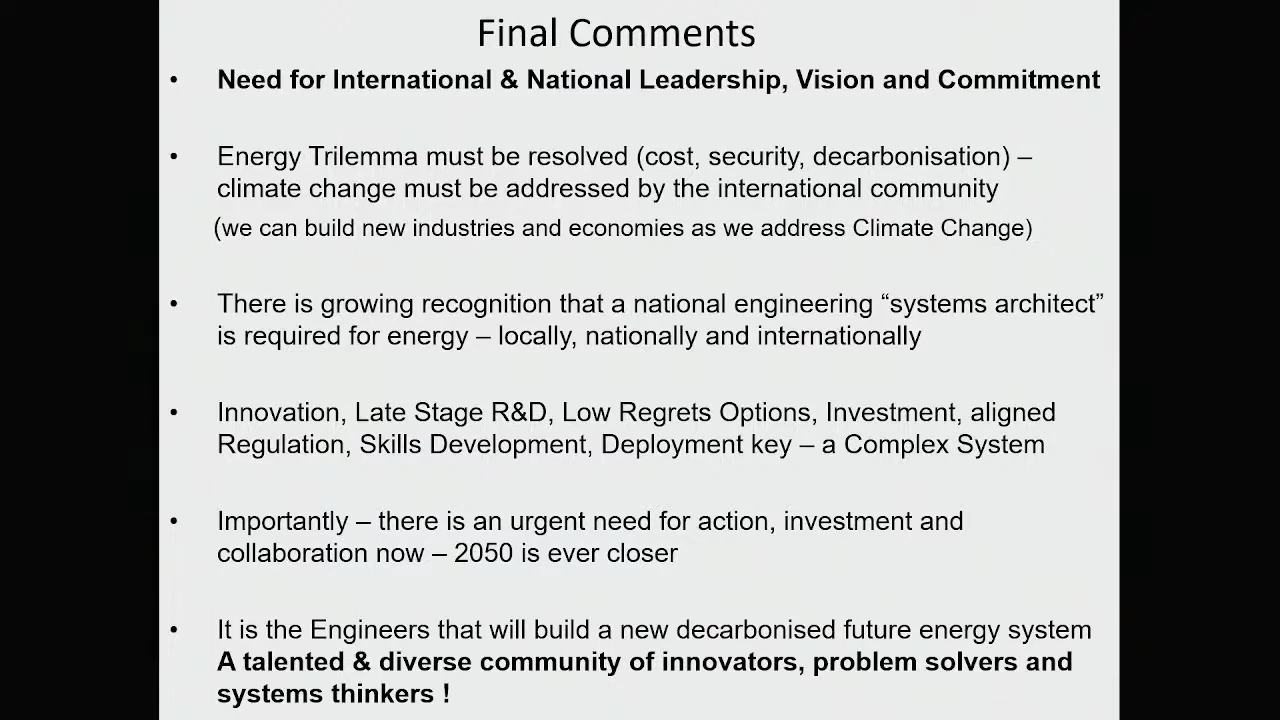 Final Comments
• Need for International & National Leadership, Vision and Commitment
• Energy Trilemma must be resolved (cost, security, decarbonisation) –
climate change must be addressed by the international community
(we can build new industries and economies as we address Climate Change)
• There is growing recognition that a national engineering “systems architect”
is required for energy – locally, nationally and internationally
• Innovation, Late Stage R&D, Low Regrets Options, Investment, aligned
Regulation, Skills Development, Deployment key – a Complex System
• Importantly – there is an urgent need for action, investment and
collaboration now – 2050 is ever closer
• It is the Engineers that will build a new decarbonised future energy system
A talented & diverse community of innovators, problem solvers and
systems thinkers !